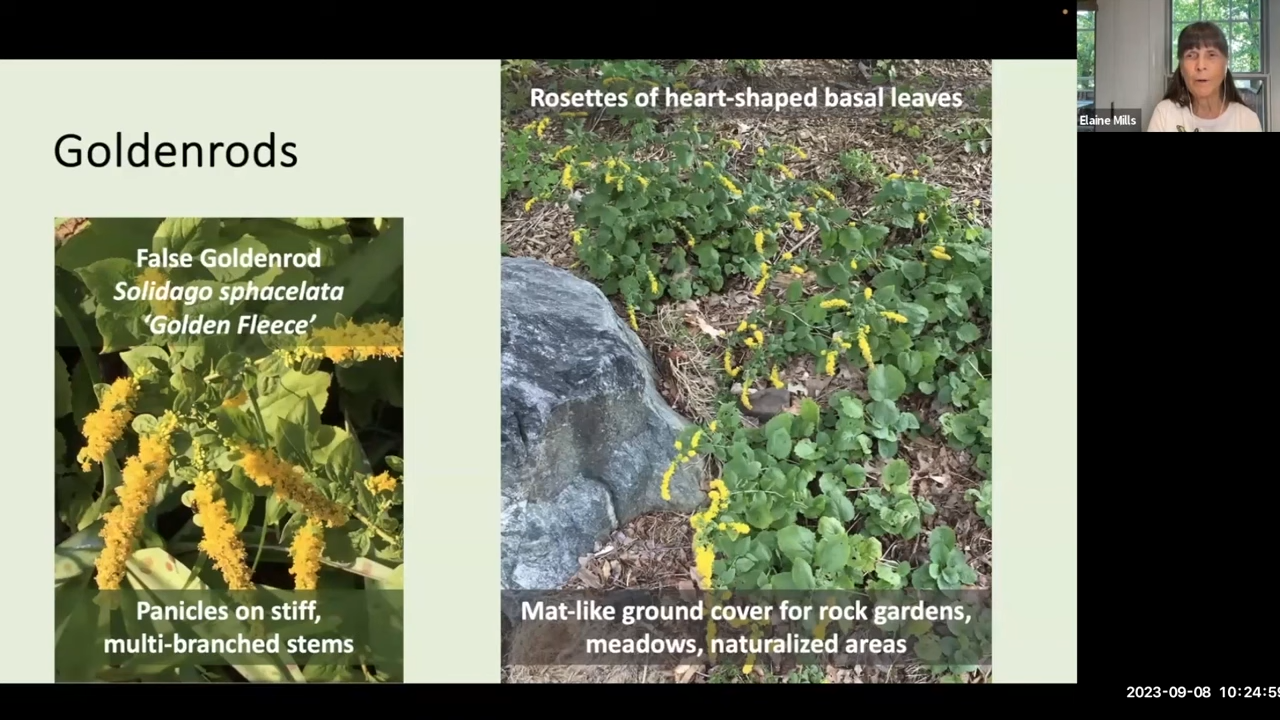 Goldenrods
False Goldenrod
Solidago sphacelata
‘Golden Fleece’
Panicles on stiff,
multi-branched stems
Rosettes of heart-shaped basal leaves
Mat-like ground cover for rock gardens,
meadows, naturalized areas
Elaine Mills
2023-09-08 10:24:59